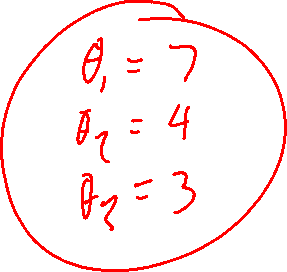 θ₁ = 7
θ₂ = 4
θ₃ = 3